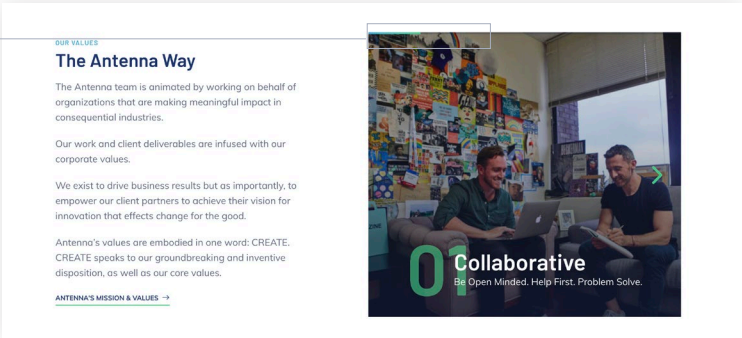 OUR VALUES
The Antenna Way
The Antenna team is animated by working on behalf of
organizations that are making meaningful impact in
consequential industries.
Our work and client deliverables are infused with our
corporate values.
We exist to drive business results but as importantly, to
empower our client partners to achieve their vision for
innovation that effects change for the good.
Antenna's values are embodied in one word: CREATE.
CREATE speaks to our groundbreaking and inventive
disposition, as well as our core values.
ANTENNA'S MISSION & VALUES →
01
Collaborative
Be Open Minded. Help First. Problem Solve.